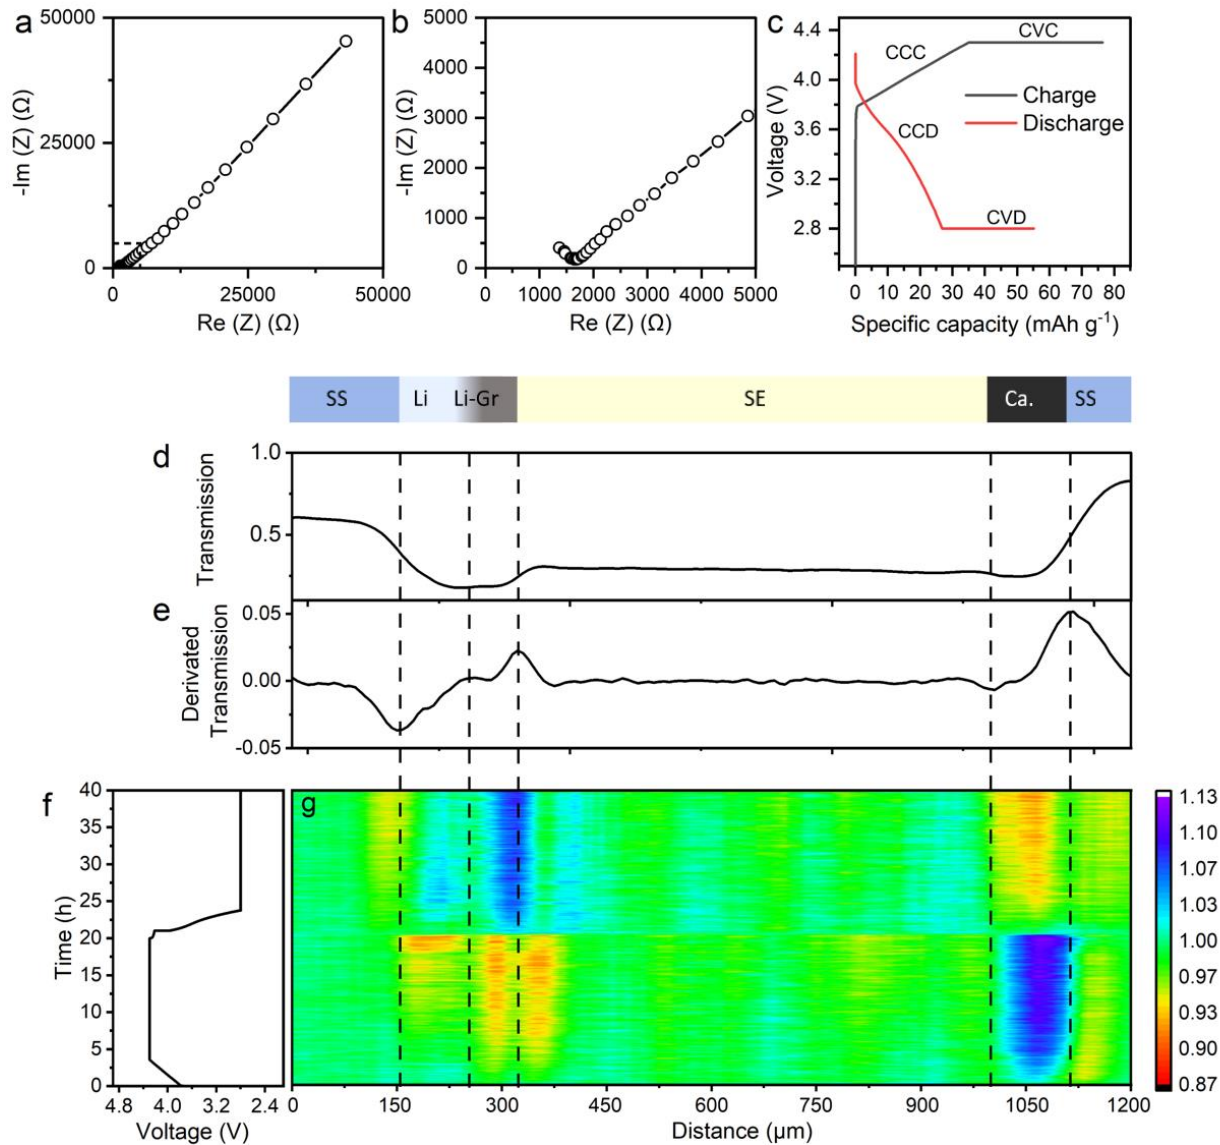 a
50000
25000
0
-Im (Z) (Ω)
0 25000 50000
Re (Z) (Ω)
b
5000
4000
3000
2000
1000
0
-Im (Z) (Ω)
0 1000 2000 3000 4000 5000
Re (Z) (Ω)
c
4.4
4.0
3.6
3.2
2.8
Voltage (V)
CVC
CCC
Charge
Discharge
CCD
CVD
0 10 20 30 40 50 60 70 80
Specific capacity (mAh g⁻¹)
SS Li Li-Gr SE Ca. SS
d
1.0
0.5
Transmission
e
0.05
0.00
-0.05
Derivated
Transmission
f
40
35
30
25
20
15
10
5
0
Time (h)
4.8 4.0 3.2 2.4
Voltage (V)
g
0 150 300 450 600 750 900 1050 1200
Distance (µm)
1.13
1.10
1.07
1.03
1.00
0.97
0.93
0.90
0.87